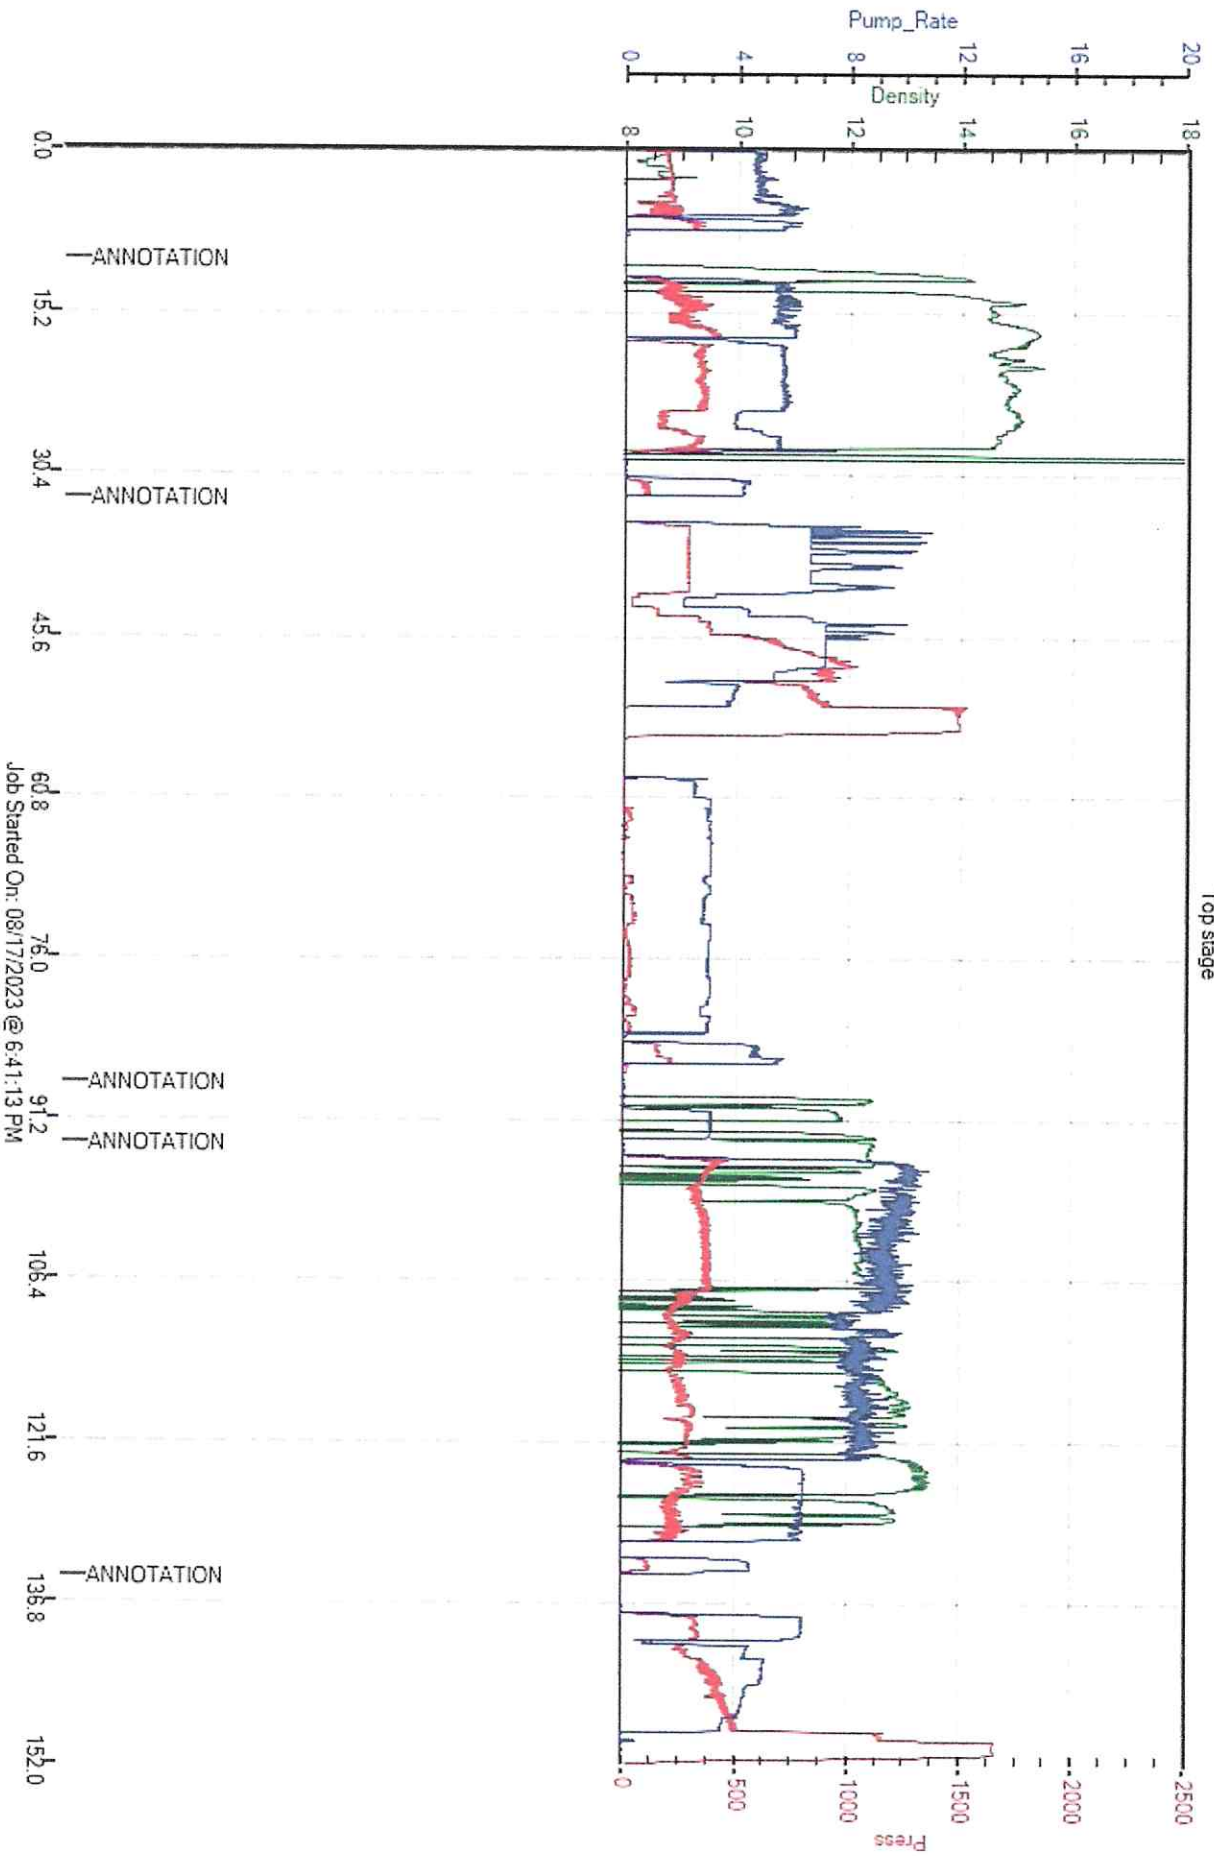 Top stage
Pump_Rate
0 4 8 12 16 20
Density
8 10 12 14 16 18
0.0 15.2 30.4 45.6 60.8 76.0 91.2 106.4 121.6 136.8 152.0
ANNOTATION
ANNOTATION
ANNOTATION
ANNOTATION
ANNOTATION
0 500 1000 1500 2000 2500
Press
Job Started On: 08/17/2023 @ 6:41:13 PM